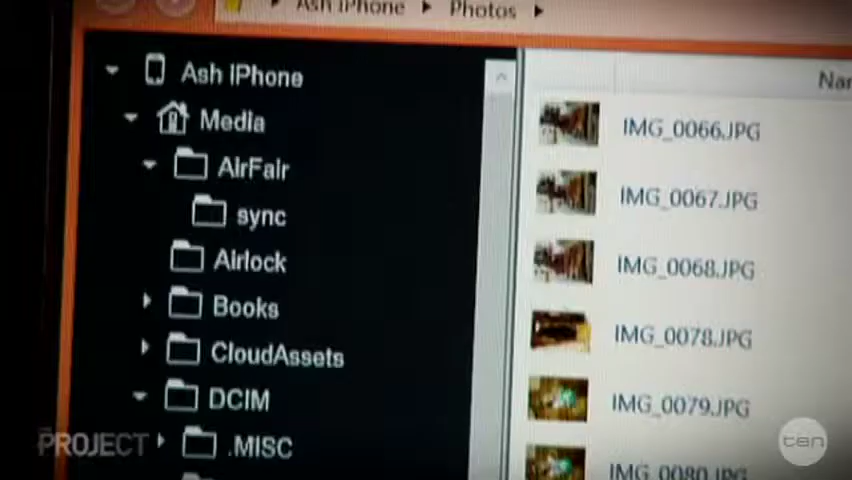 Ash iPhone Photos
Ash iPhone
Media
AirFair
sync
Airlock
Books
CloudAssets
DCIM
.MISC
IMG_0066.JPG
IMG_0067.JPG
IMG_0068.JPG
IMG_0078.JPG
IMG_0079.JPG
IMG_0080.JPG
THE PROJECT
ten